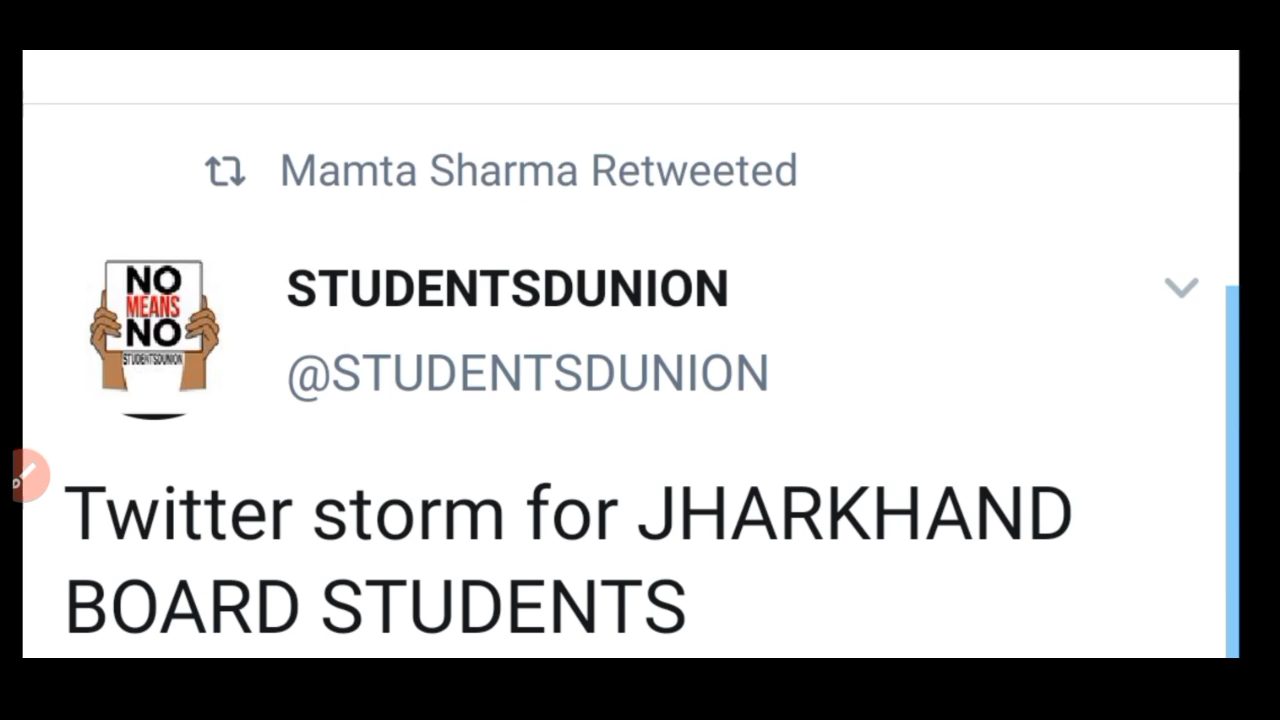 Mamta Sharma Retweeted
NO
MEANS
NO
STUDENTSDUNION
STUDENTSDUNION
@STUDENTSDUNION
Twitter storm for JHARKHAND
BOARD STUDENTS